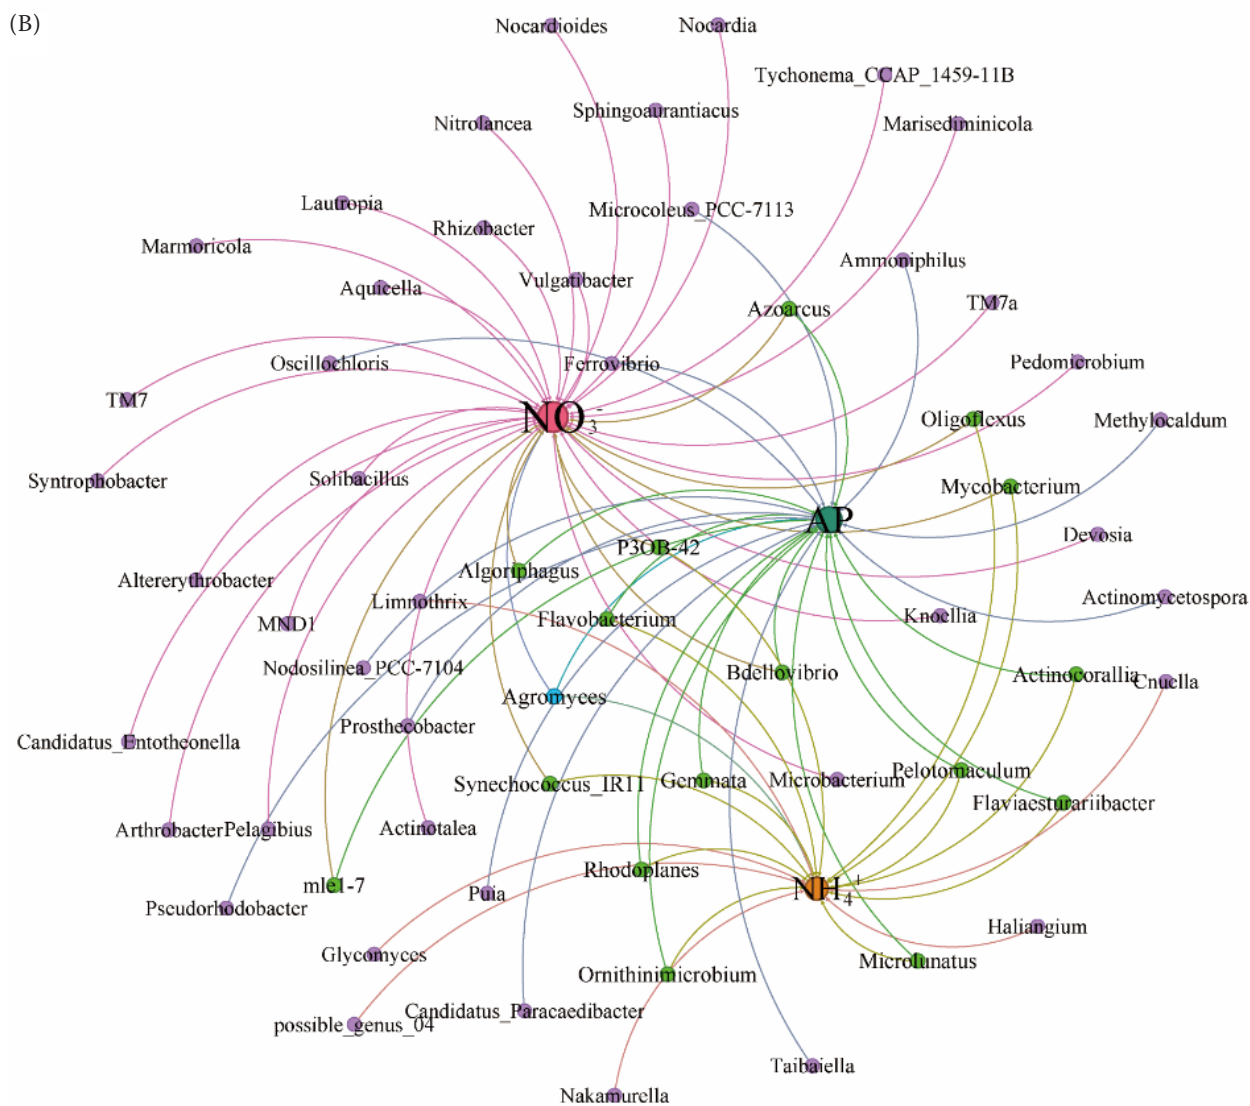 (B)
Nocardioides
Nocardia
Tychonema_CCAP_1459-11B
Sphingoaurantiacus
Nitrolancea
Marisediminicola
Lautropia
Microcoleus_PCC-7113
Rhizobacter
Marmoricola
Ammoniphilus
Vulgatibacter
Aquicella
TM7a
Azoarcus
Oscillochloris
Ferrovibrio
Pedomicrobium
TM7
NO3-
Oligoflexus
Methylocaldum
Syntrophobacter
Solibacillus
Mycobacterium
AP
Devosia
P3OB-42
Algoriphagus
Altererythrobacter
Limnothrix
Actinomycetospora
MND1
Flavobacterium
Knoellia
Nodosilinea_PCC-7104
Bdellovibrio
Actinocorallia
Cnuella
Agromyces
Prosthecobacter
Candidatus_Entotheonella
Synechococcus_IR11
Gemmata
Microbacterium
Pelotomaculum
Flaviaesturariibacter
Arthrobacter
Pelagibius
Actinotalea
Rhodoplanes
mle1-7
Puia
NH4+
Pseudorhodobacter
Haliangium
Glycomyces
Microlunatus
Ornithinimicrobium
Candidatus_Paracaedibacter
possible_genus_04
Taibaiella
Nakamurella